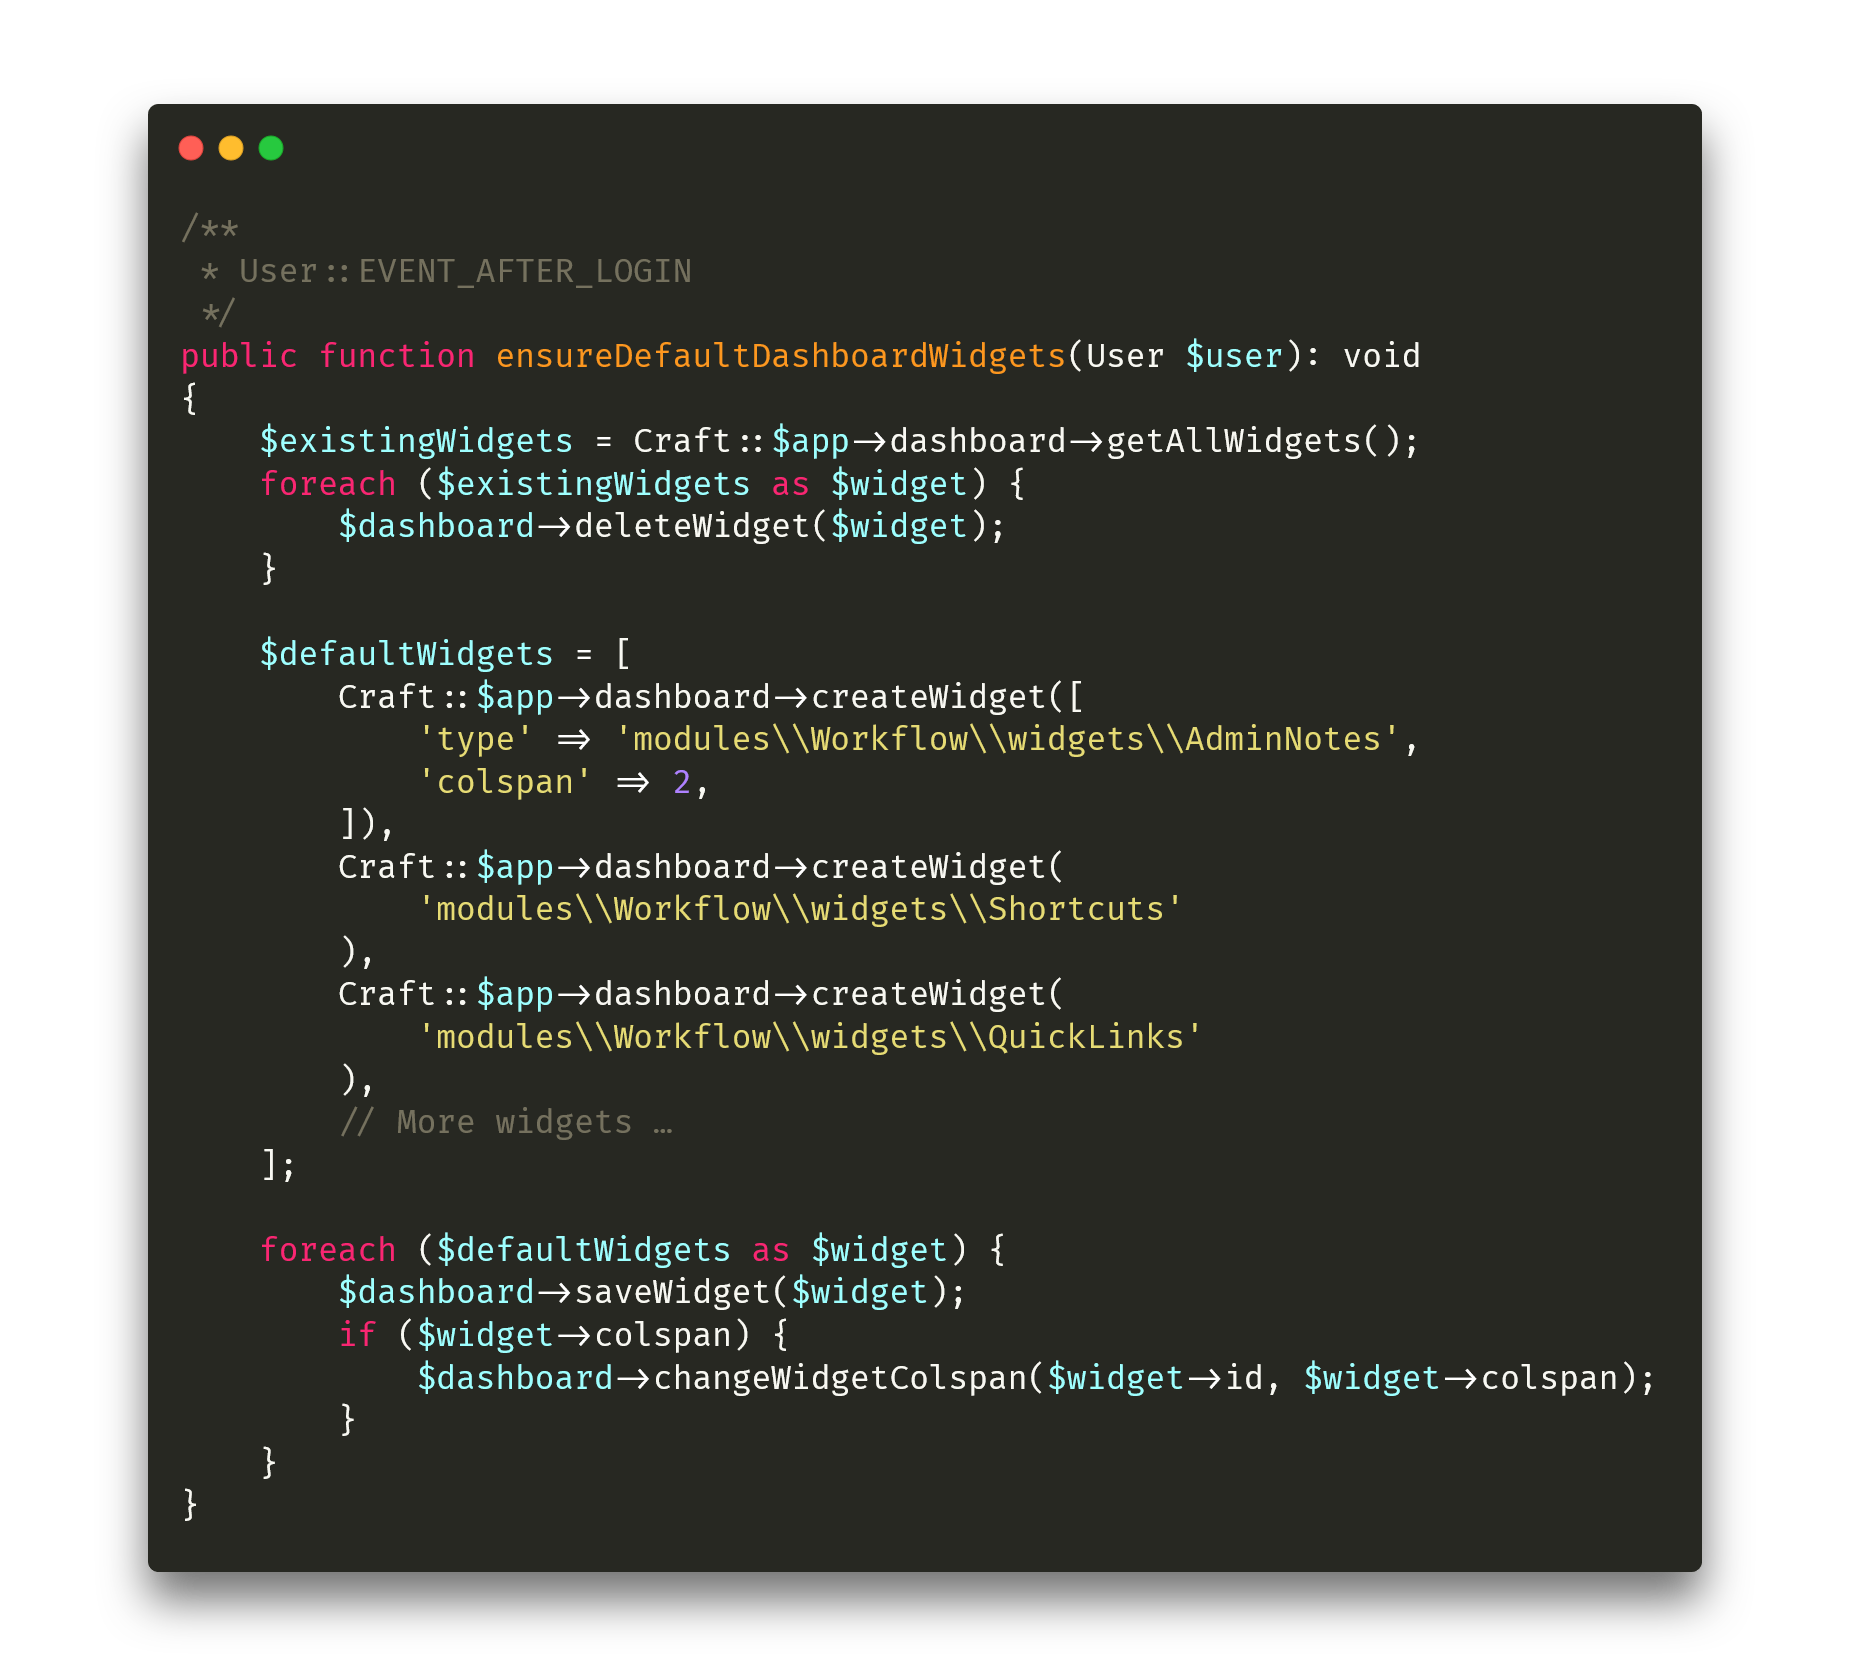 /**
 * User::EVENT_AFTER_LOGIN
 */
public function ensureDefaultDashboardWidgets(User $user): void
{
    $existingWidgets = Craft::$app->dashboard->getAllWidgets();
    foreach ($existingWidgets as $widget) {
        $dashboard->deleteWidget($widget);
    }

    $defaultWidgets = [
        Craft::$app->dashboard->createWidget([
            'type' => 'modules\\Workflow\\widgets\\AdminNotes',
            'colspan' => 2,
        ]),
        Craft::$app->dashboard->createWidget(
            'modules\\Workflow\\widgets\\Shortcuts'
        ),
        Craft::$app->dashboard->createWidget(
            'modules\\Workflow\\widgets\\QuickLinks'
        ),
        // More widgets …
    ];

    foreach ($defaultWidgets as $widget) {
        $dashboard->saveWidget($widget);
        if ($widget->colspan) {
            $dashboard->changeWidgetColspan($widget->id, $widget->colspan);
        }
    }
}